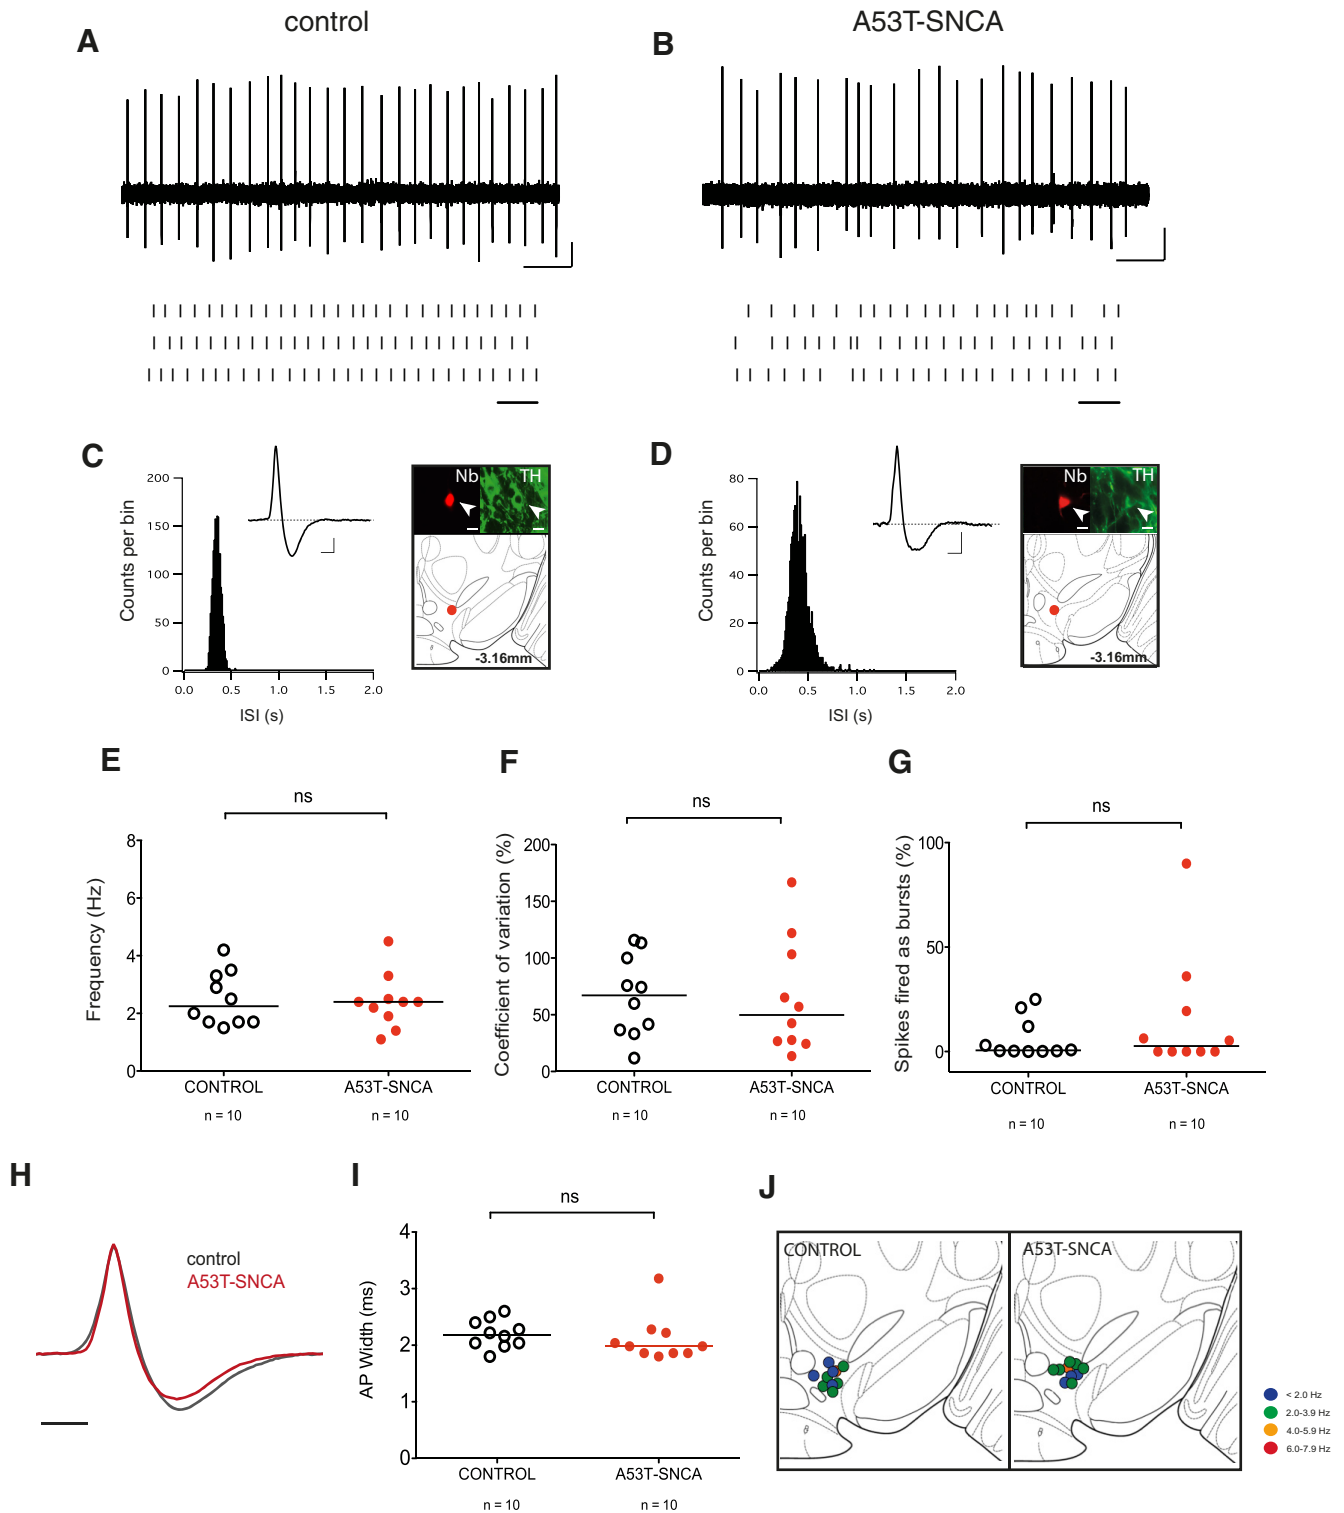 control
A53T-SNCA
A
B
C
Counts per bin
200
150
100
50
0
0.0 0.5 1.0 1.5 2.0
ISI (s)
Nb
TH
-3.16mm
D
Counts per bin
80
60
40
20
0
0.0 0.5 1.0 1.5 2.0
ISI (s)
Nb
TH
-3.16mm
E
ns
Frequency (Hz)
8
6
4
2
0
CONTROL A53T-SNCA
n = 10 n = 10
F
ns
Coefficient of variation (%)
200
150
100
50
0
CONTROL A53T-SNCA
n = 10 n = 10
G
ns
Spikes fired as bursts (%)
100
50
0
CONTROL A53T-SNCA
n = 10 n = 10
H
control
A53T-SNCA
I
ns
AP Width (ms)
4
3
2
1
0
CONTROL A53T-SNCA
n = 10 n = 10
J
CONTROL
A53T-SNCA
< 2.0 Hz
2.0-3.9 Hz
4.0-5.9 Hz
6.0-7.9 Hz